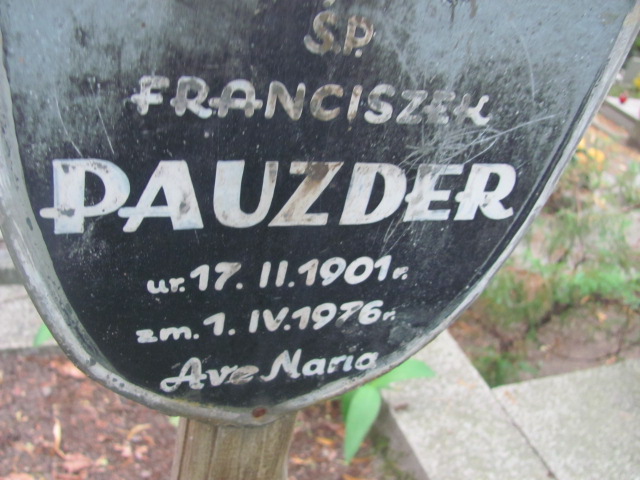 Ś.P.
FRANCISZEK
PAUZDER
ur. 17. II. 1901 r.
zm. 1. IV. 1976 r.
Ave Maria